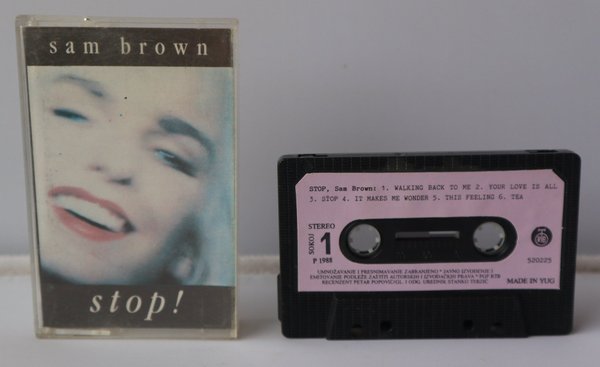 sam brown
stop!
STOP, Sam Brown: 1. WALKING BACK TO ME 2. YOUR LOVE IS ALL
3. STOP 4. IT MAKES ME WONDER 5. THIS FEELING 6. TEA
STEREO
SOKOJ
1
P 1988
520225
UMNOŽAVANJE I PRESNIMAVANJE ZABRANJENO * JAVNO IZVOĐENJE I
EMITOVANJE PODLEŽE ZAŠTITI AUTORSKIH I IZVOĐAČKIH PRAVA * PGP RTB
RECENZENT PETAR POPOVIĆ/GL. I ODG. UREDNIK STANKO TERZIĆ
MADE IN YUG